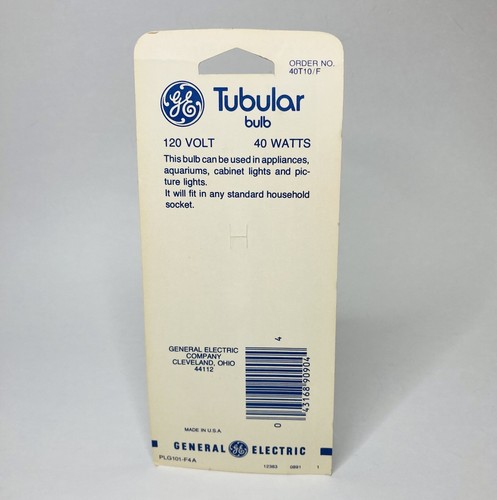 ORDER NO.
40T10/F
GE Tubular
bulb
120 VOLT 40 WATTS
This bulb can be used in appliances,
aquariums, cabinet lights and pic-
ture lights.
It will fit in any standard household
socket.
GENERAL ELECTRIC
COMPANY
CLEVELAND, OHIO
44112
0 43168 90904 4
MADE IN U.S.A.
GENERAL GE ELECTRIC
PLG101-F4A 12393 0891 1